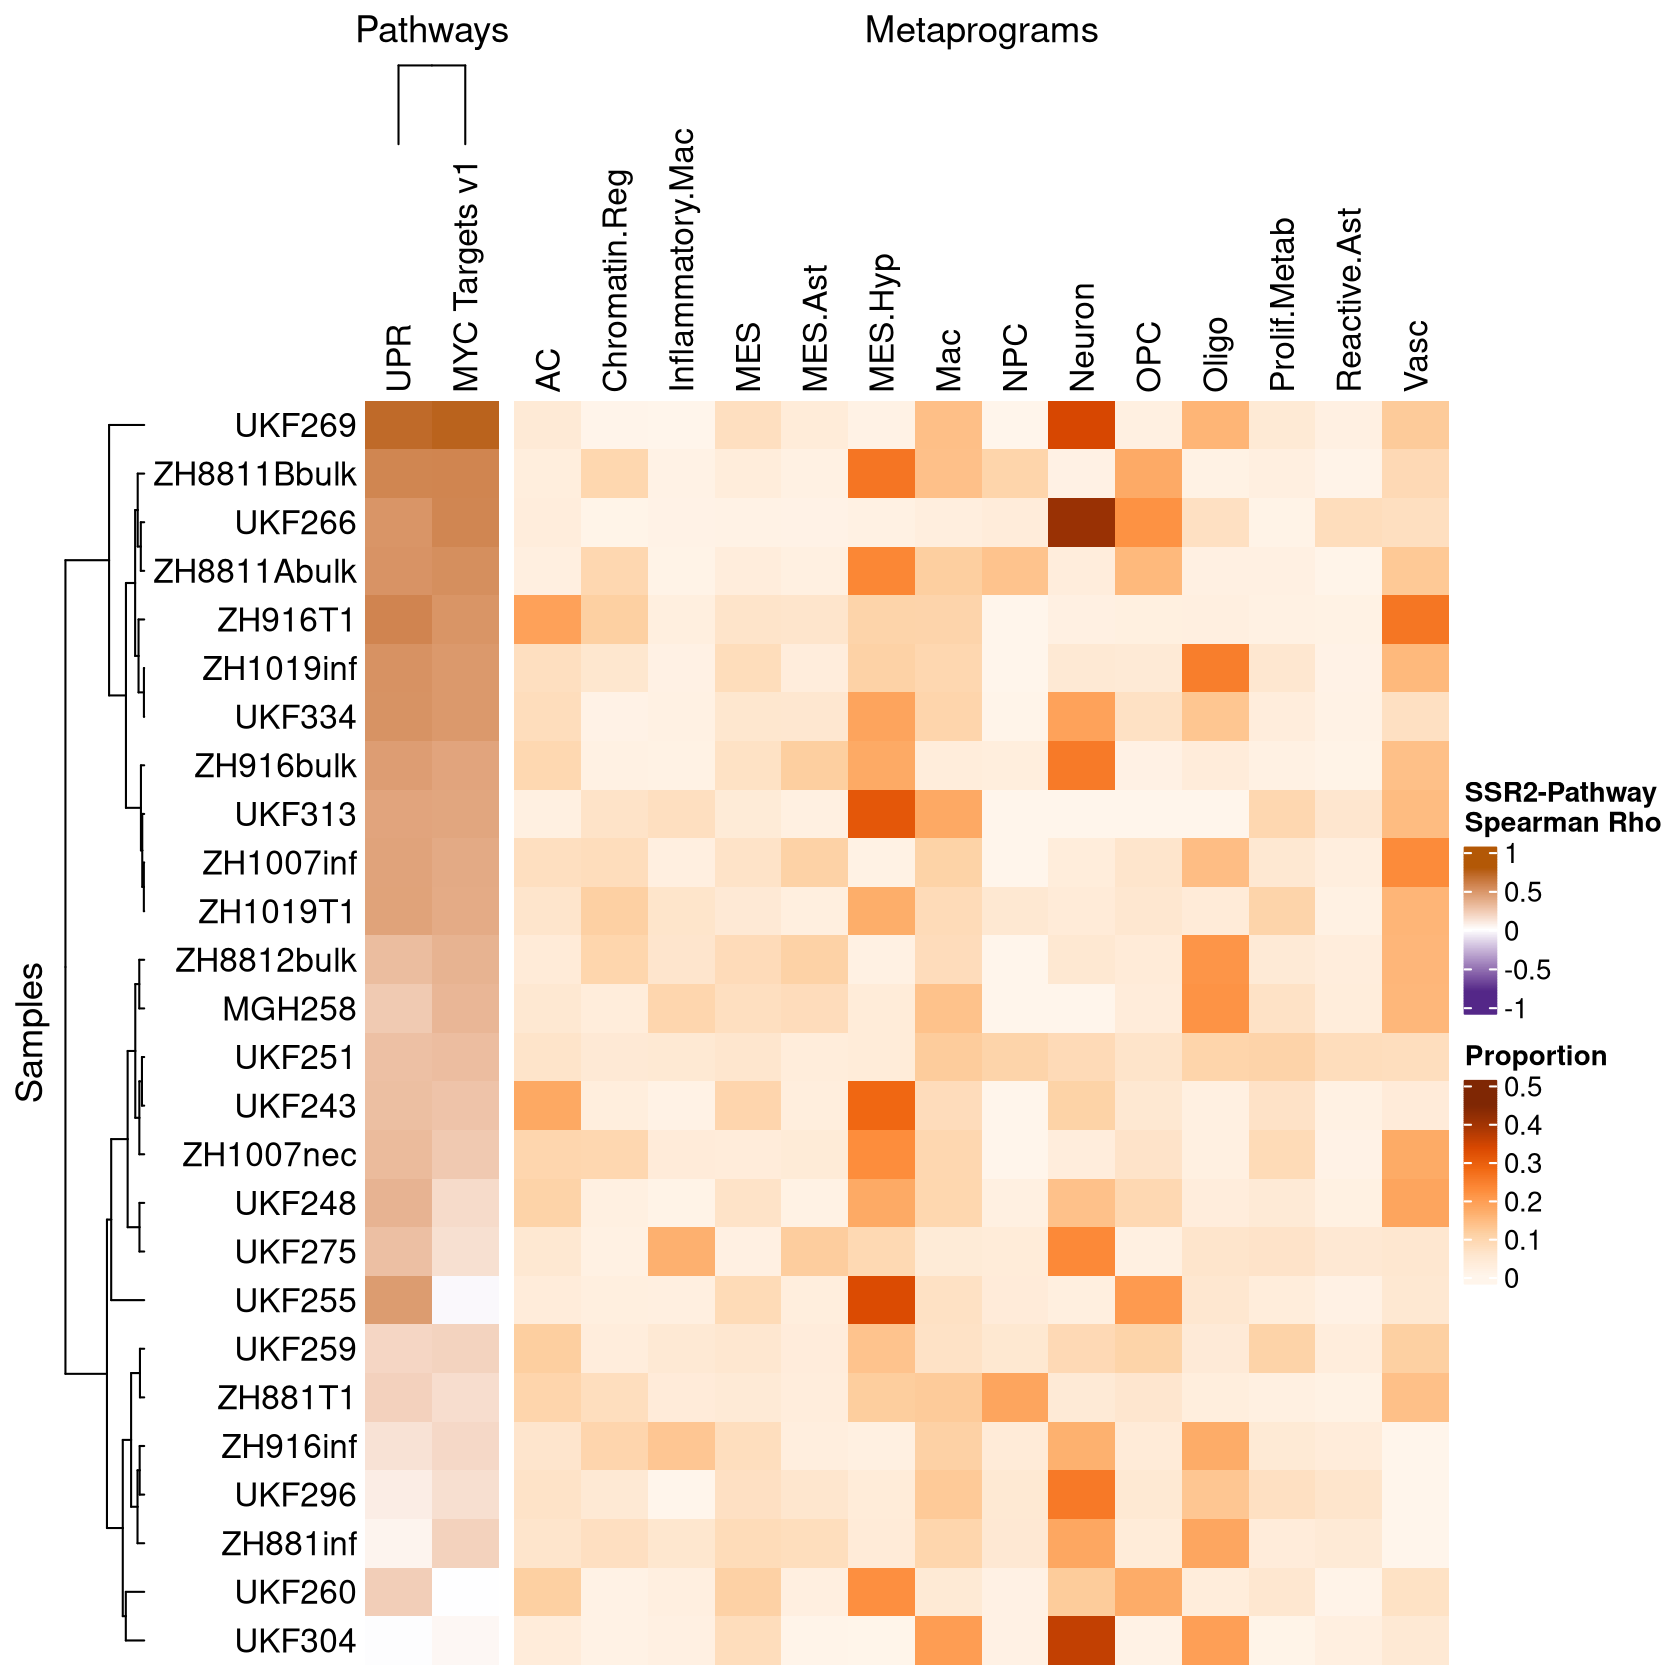 Pathways
Metaprograms
UPR
MYC Targets v1
AC
Chromatin.Reg
Inflammatory.Mac
MES
MES.Ast
MES.Hyp
Mac
NPC
Neuron
OPC
Oligo
Prolif.Metab
Reactive.Ast
Vasc
Samples
UKF269
ZH8811Bbulk
UKF266
ZH8811Abulk
ZH916T1
ZH1019inf
UKF334
ZH916bulk
UKF313
ZH1007inf
ZH1019T1
ZH8812bulk
MGH258
UKF251
UKF243
ZH1007nec
UKF248
UKF275
UKF255
UKF259
ZH881T1
ZH916inf
UKF296
ZH881inf
UKF260
UKF304
SSR2-Pathway
Spearman Rho
1
0.5
0
-0.5
-1
Proportion
0.5
0.4
0.3
0.2
0.1
0